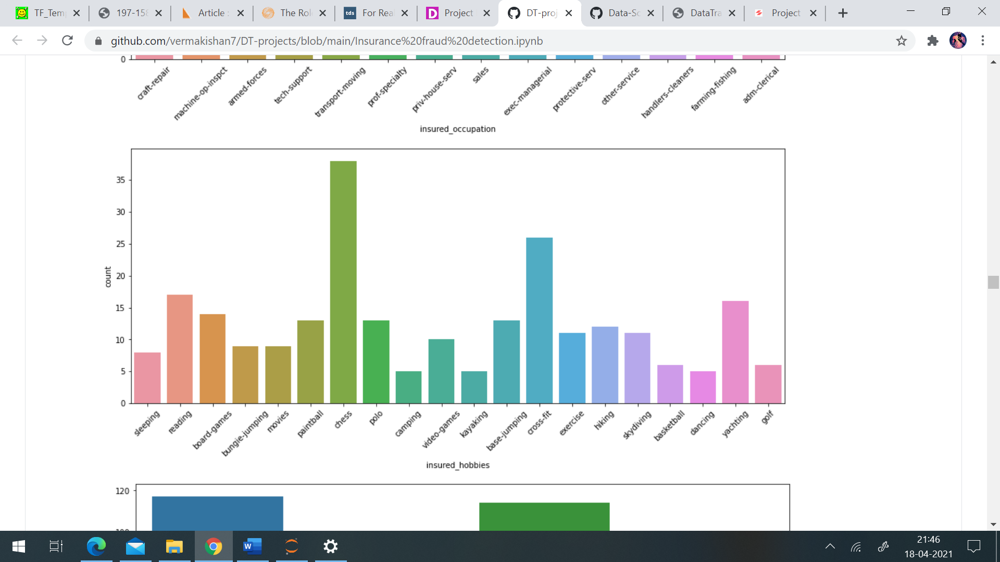 TF_Tem
197-158
Article :
The Role
For Rea
Project
DT-proj
Data-Sc
DataTra
Project
github.com/vermakishan7/DT-projects/blob/main/Insurance%20fraud%20detection.ipynb
0
craft-repair machine-op-inspct armed-forces tech-support transport-moving prof-specialty priv-house-serv sales exec-managerial protective-serv other-service handlers-cleaners farming-fishing adm-clerical
insured_occupation
35
30
25
20
15
10
5
0
count
sleeping reading board-games bungie-jumping movies paintball chess polo camping video-games kayaking base-jumping cross-fit exercise hiking skydiving basketball dancing yachting golf
insured_hobbies
120
21:46
18-04-2021